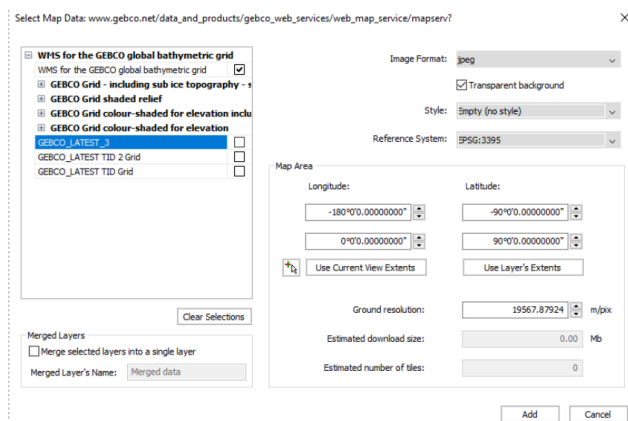 Select Map Data: www.gebco.net/data_and_products/gebco_web_services/web_map_service/mapserv?
WMS for the GEBCO global bathymetric grid
WMS for the GEBCO global bathymetric grid
GEBCO Grid - including sub ice topography - s
GEBCO Grid shaded relief
GEBCO Grid colour-shaded for elevation inclu
GEBCO Grid colour-shaded for elevation
GEBCO_LATEST_3
GEBCO_LATEST TID 2 Grid
GEBCO_LATEST TID Grid
Clear Selections
Merged Layers
Merge selected layers into a single layer
Merged Layer's Name: Merged data
Image Format: jpeg
Transparent background
Style: Empty (no style)
Reference System: EPSG:3395
Map Area
Longitude: Latitude:
-180°0'0.00000000" -90°0'0.00000000"
0°0'0.00000000" 90°0'0.00000000"
Use Current View Extents Use Layer's Extents
Ground resolution: 19567.87924 m/pix
Estimated download size: 0.00 Mb
Estimated number of tiles: 0
Add Cancel